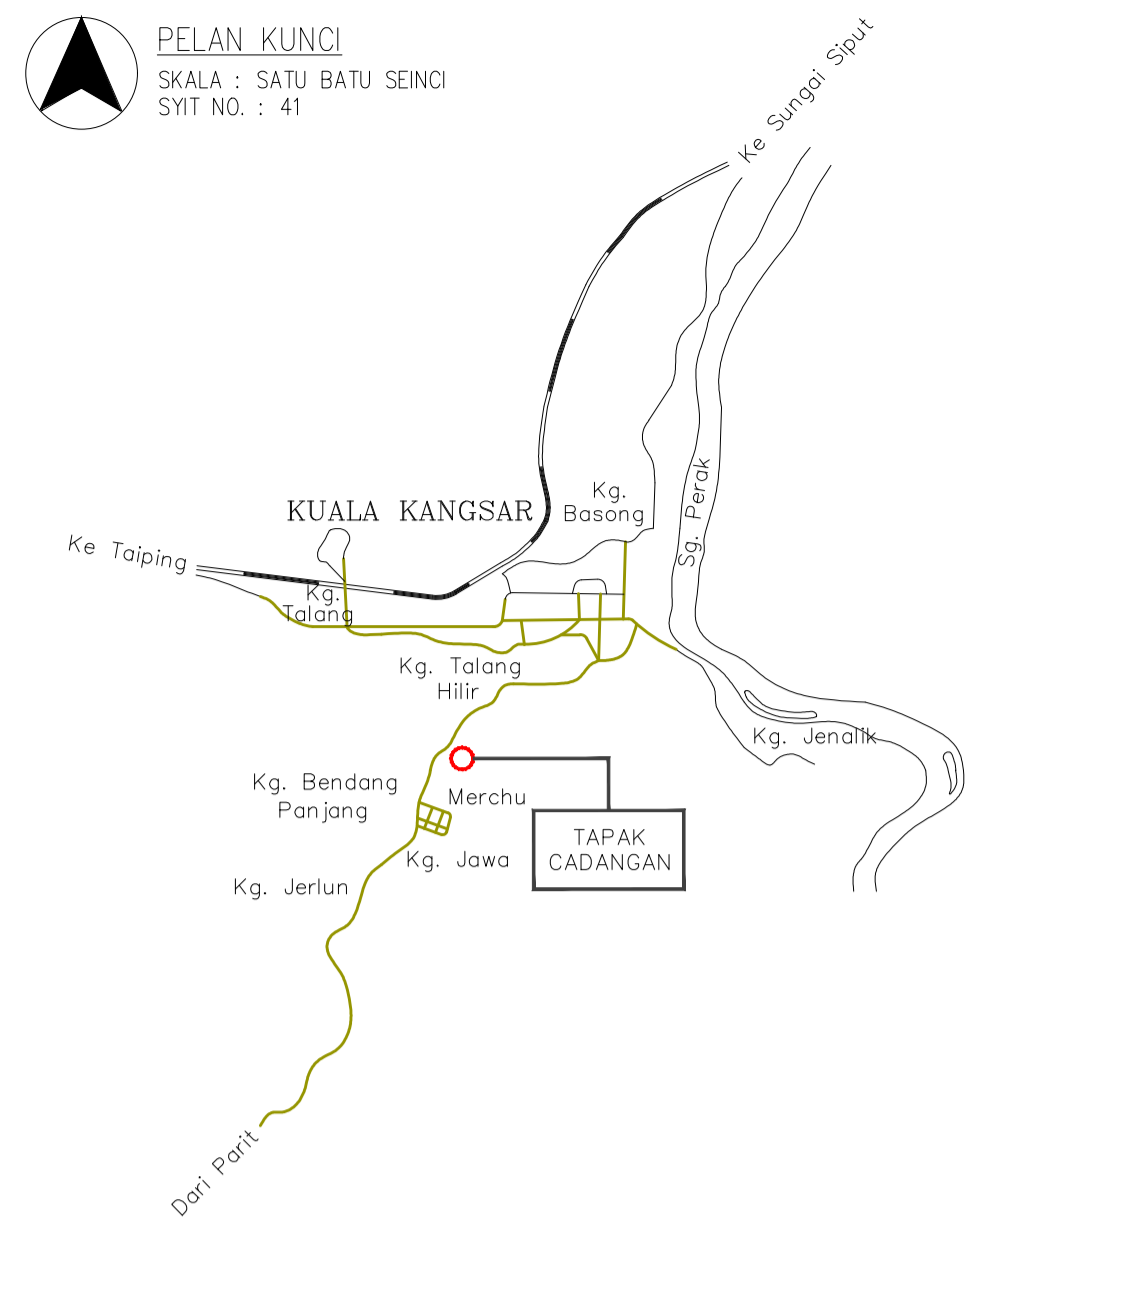 PELAN KUNCI
SKALA : SATU BATU SEINCI
SYIT NO. : 41
Ke Sungai Siput
Sg. Perak
Kg.
Basong
KUALA KANGSAR
Ke Taiping
Kg.
Talang
Kg. Talang
Hilir
Kg. Jenalik
Kg. Bendang
Panjang
Merchu
TAPAK
CADANGAN
Kg. Jawa
Kg. Jerlun
Dari Parit